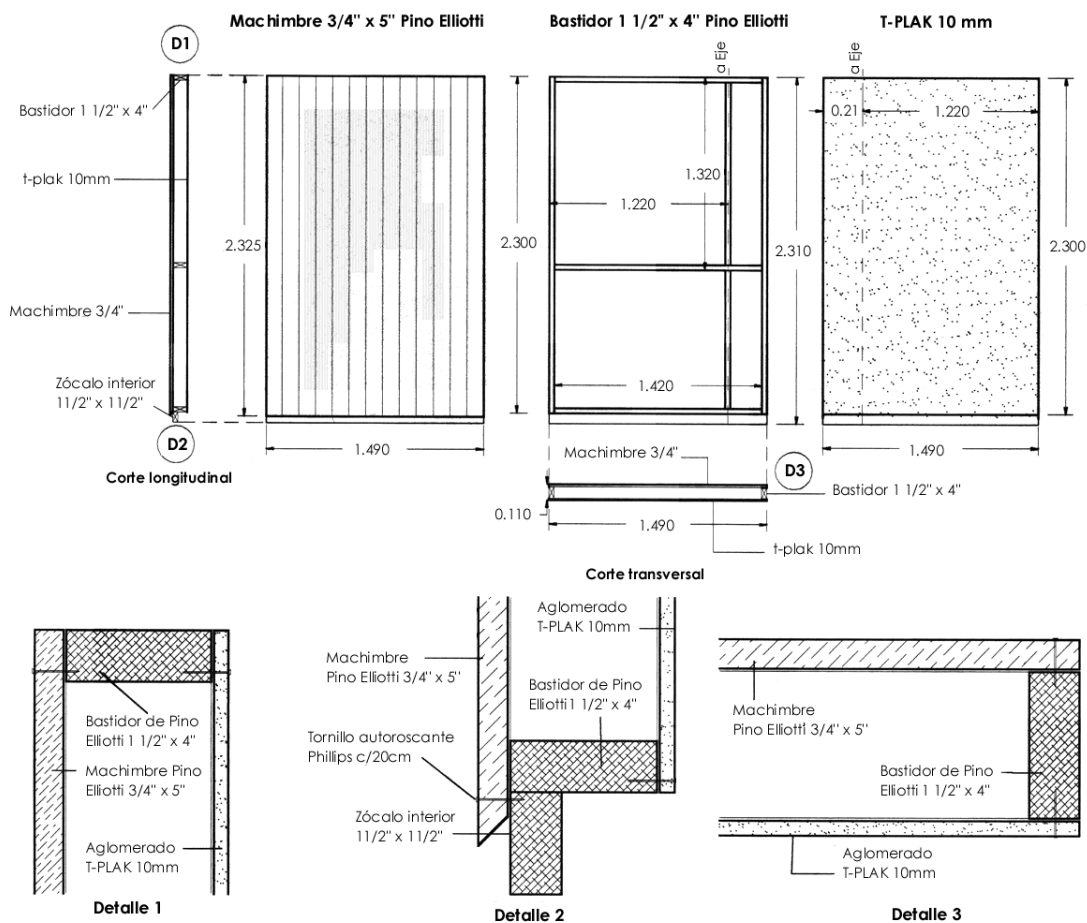 Machimbre 3/4" x 5" Pino Elliotti
Bastidor 1 1/2" x 4" Pino Elliotti
T-PLAK 10 mm
D1
Bastidor 1 1/2" x 4"
t-plak 10mm
Machimbre 3/4"
Zócalo interior
11/2" x 11/2"
D2
Corte longitudinal
2.325
1.490
a Eje
2.300
1.320
1.220
1.420
2.310
a Eje
0.21
1.220
2.300
1.490
Machimbre 3/4"
D3
Bastidor 1 1/2" x 4"
0.110
1.490
t-plak 10mm
Corte transversal
Bastidor de Pino
Elliotti 1 1/2" x 4"
Machimbre Pino
Elliotti 3/4" x 5"
Aglomerado
T-PLAK 10mm
Detalle 1
Aglomerado
T-PLAK 10mm
Machimbre
Pino Elliotti 3/4" x 5"
Bastidor de Pino
Elliotti 1 1/2" x 4"
Tornillo autoroscante
Phillips c/20cm
Zócalo interior
11/2" x 11/2"
Detalle 2
Machimbre
Pino Elliotti 3/4" x 5"
Bastidor de Pino
Elliotti 1 1/2" x 4"
Aglomerado
T-PLAK 10mm
Detalle 3